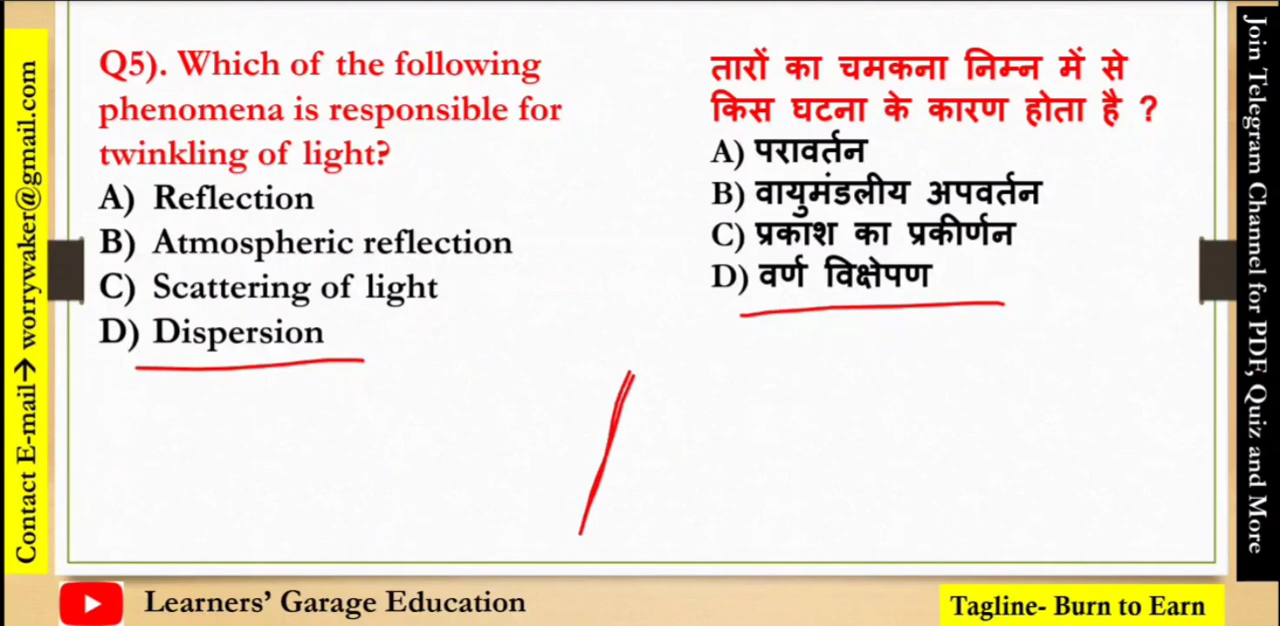 Q5). Which of the following
phenomena is responsible for
twinkling of light?
A) Reflection
B) Atmospheric reflection
C) Scattering of light
D) Dispersion
तारों का चमकना निम्न में से
किस घटना के कारण होता है ?
A) परावर्तन
B) वायुमंडलीय अपवर्तन
C) प्रकाश का प्रकीर्णन
D) वर्ण विक्षेपण
Contact E-mail→ worrywaker@gmail.com
Join Telegram Channel for PDF, Quiz and More
Learners’ Garage Education
Tagline- Burn to Earn